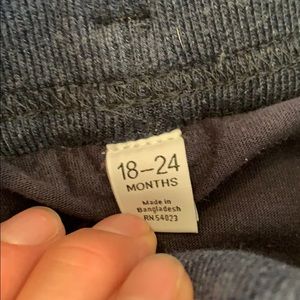 18-24
MONTHS
Made in
Bangladesh
RN54023